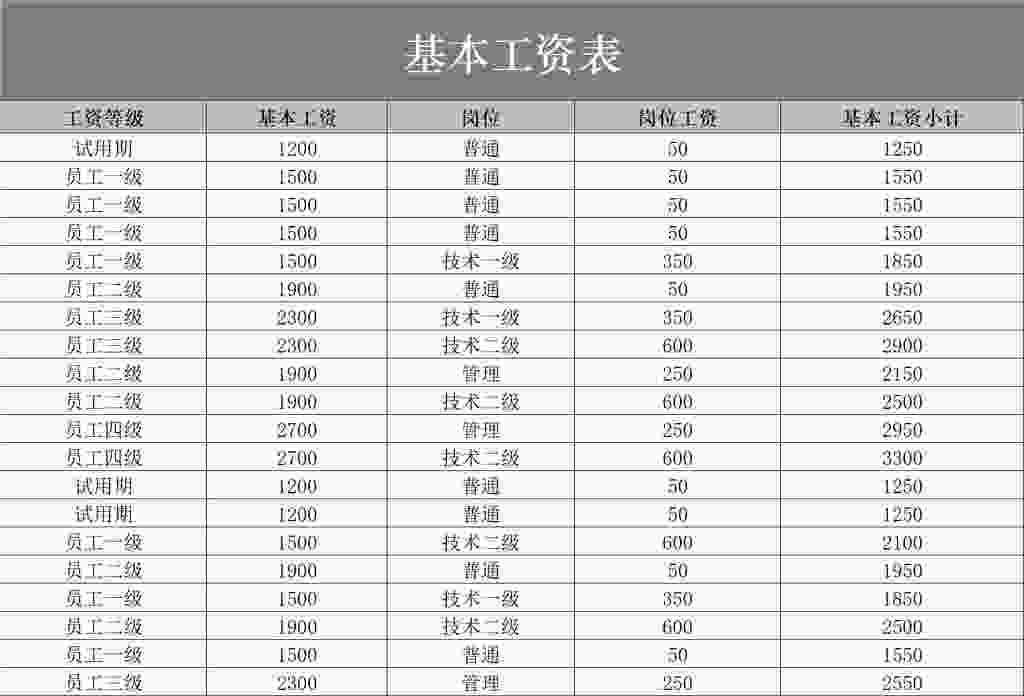 基本工资表
工资等级 基本工资 岗位 岗位工资 基本工资小计
试用期 1200 普通 50 1250
员工一级 1500 普通 50 1550
员工一级 1500 普通 50 1550
员工一级 1500 普通 50 1550
员工一级 1500 技术一级 350 1850
员工二级 1900 普通 50 1950
员工三级 2300 技术一级 350 2650
员工三级 2300 技术二级 600 2900
员工二级 1900 管理 250 2150
员工二级 1900 技术二级 600 2500
员工四级 2700 管理 250 2950
员工四级 2700 技术二级 600 3300
试用期 1200 普通 50 1250
试用期 1200 普通 50 1250
员工一级 1500 技术二级 600 2100
员工二级 1900 普通 50 1950
员工一级 1500 技术一级 350 1850
员工二级 1900 技术二级 600 2500
员工一级 1500 普通 50 1550
员工三级 2300 管理 250 2550